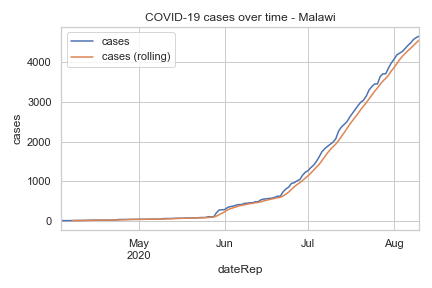 COVID-19 cases over time - Malawi
cases
cases (rolling)
cases
4000
3000
2000
1000
0
May
2020
Jun
Jul
Aug
dateRep